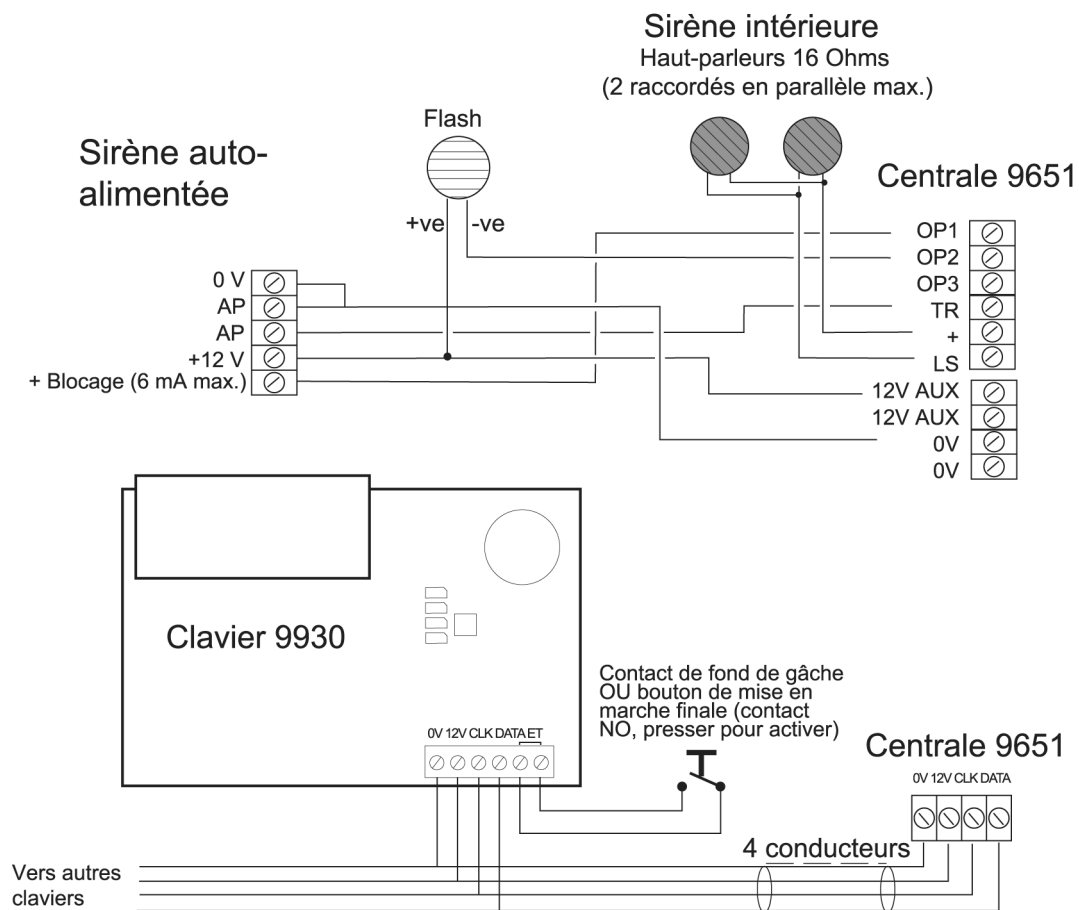 Sirène intérieure
Haut-parleurs 16 Ohms
(2 raccordés en parallèle max.)
Flash
Sirène auto-
alimentée
Centrale 9651
+ve
-ve
OP1
OP2
OP3
TR
+
LS
12V AUX
12V AUX
0V
0V
0 V
AP
AP
+12 V
+ Blocage (6 mA max.)
Clavier 9930
0V 12V CLK DATA ET
Contact de fond de gâche
OU bouton de mise en
marche finale (contact
NO, presser pour activer)
Centrale 9651
0V 12V CLK DATA
4 conducteurs
Vers autres
claviers